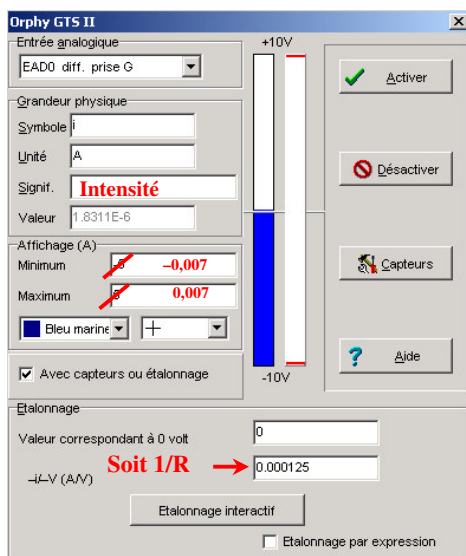 Orphy GTS II
Entrée analogique
EAD0 diff. prise G
+10V
Activer
Grandeur physique
Symbole i
Unité A
Signif. Intensité
Valeur 1.8311E-6
Désactiver
Affichage (A)
Minimum –0,007
Maximum 0,007
Capteurs
Bleu marine
Avec capteurs ou étalonnage
-10V
Aide
Etalonnage
Valeur correspondant à 0 volt 0
Soit 1/R 0.000125
–i/–V (A/V)
Etalonnage interactif
Etalonnage par expression